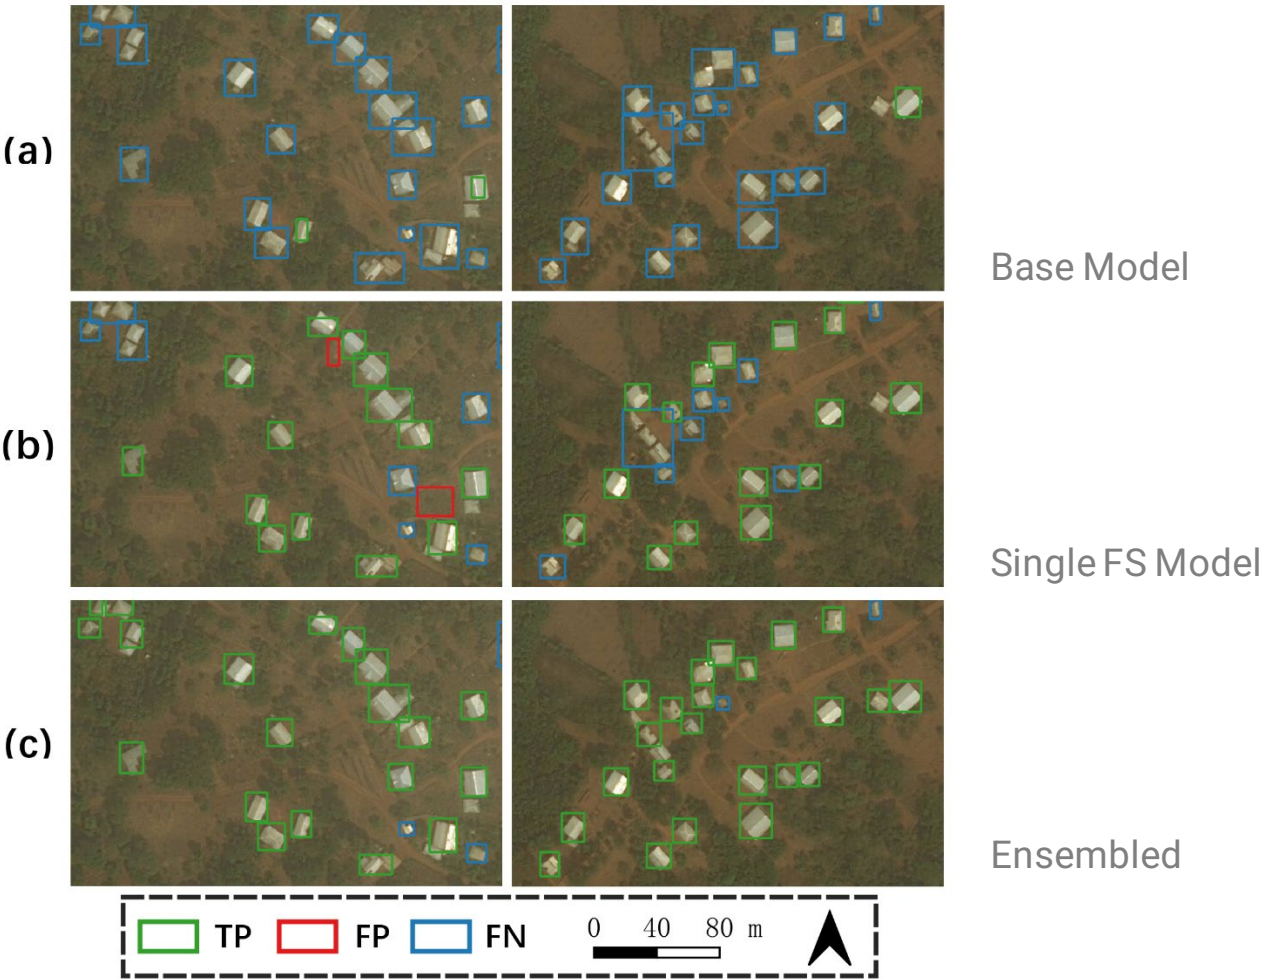 (a)
Base Model
(b)
Single FS Model
(c)
Ensembled
TP FP FN 0 40 80 m